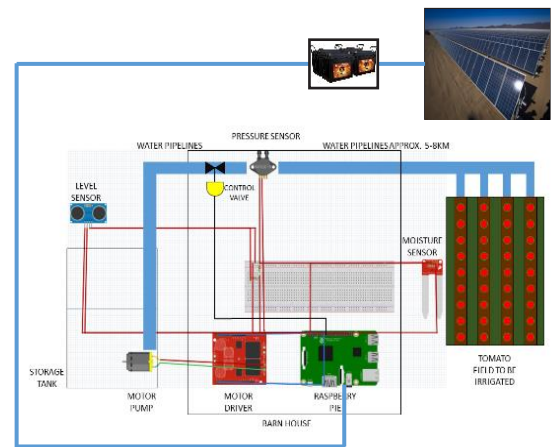 PRESSURE SENSOR
WATER PIPELINES
WATER PIPELINES APPROX. 5-8KM
LEVEL
SENSOR
CONTROL
VALVE
MOISTURE
SENSOR
STORAGE
TANK
MOTOR
PUMP
MOTOR
DRIVER
RASPBERRY
PIE
TOMATO
FIELD TO BE
IRRIGATED
BARN HOUSE